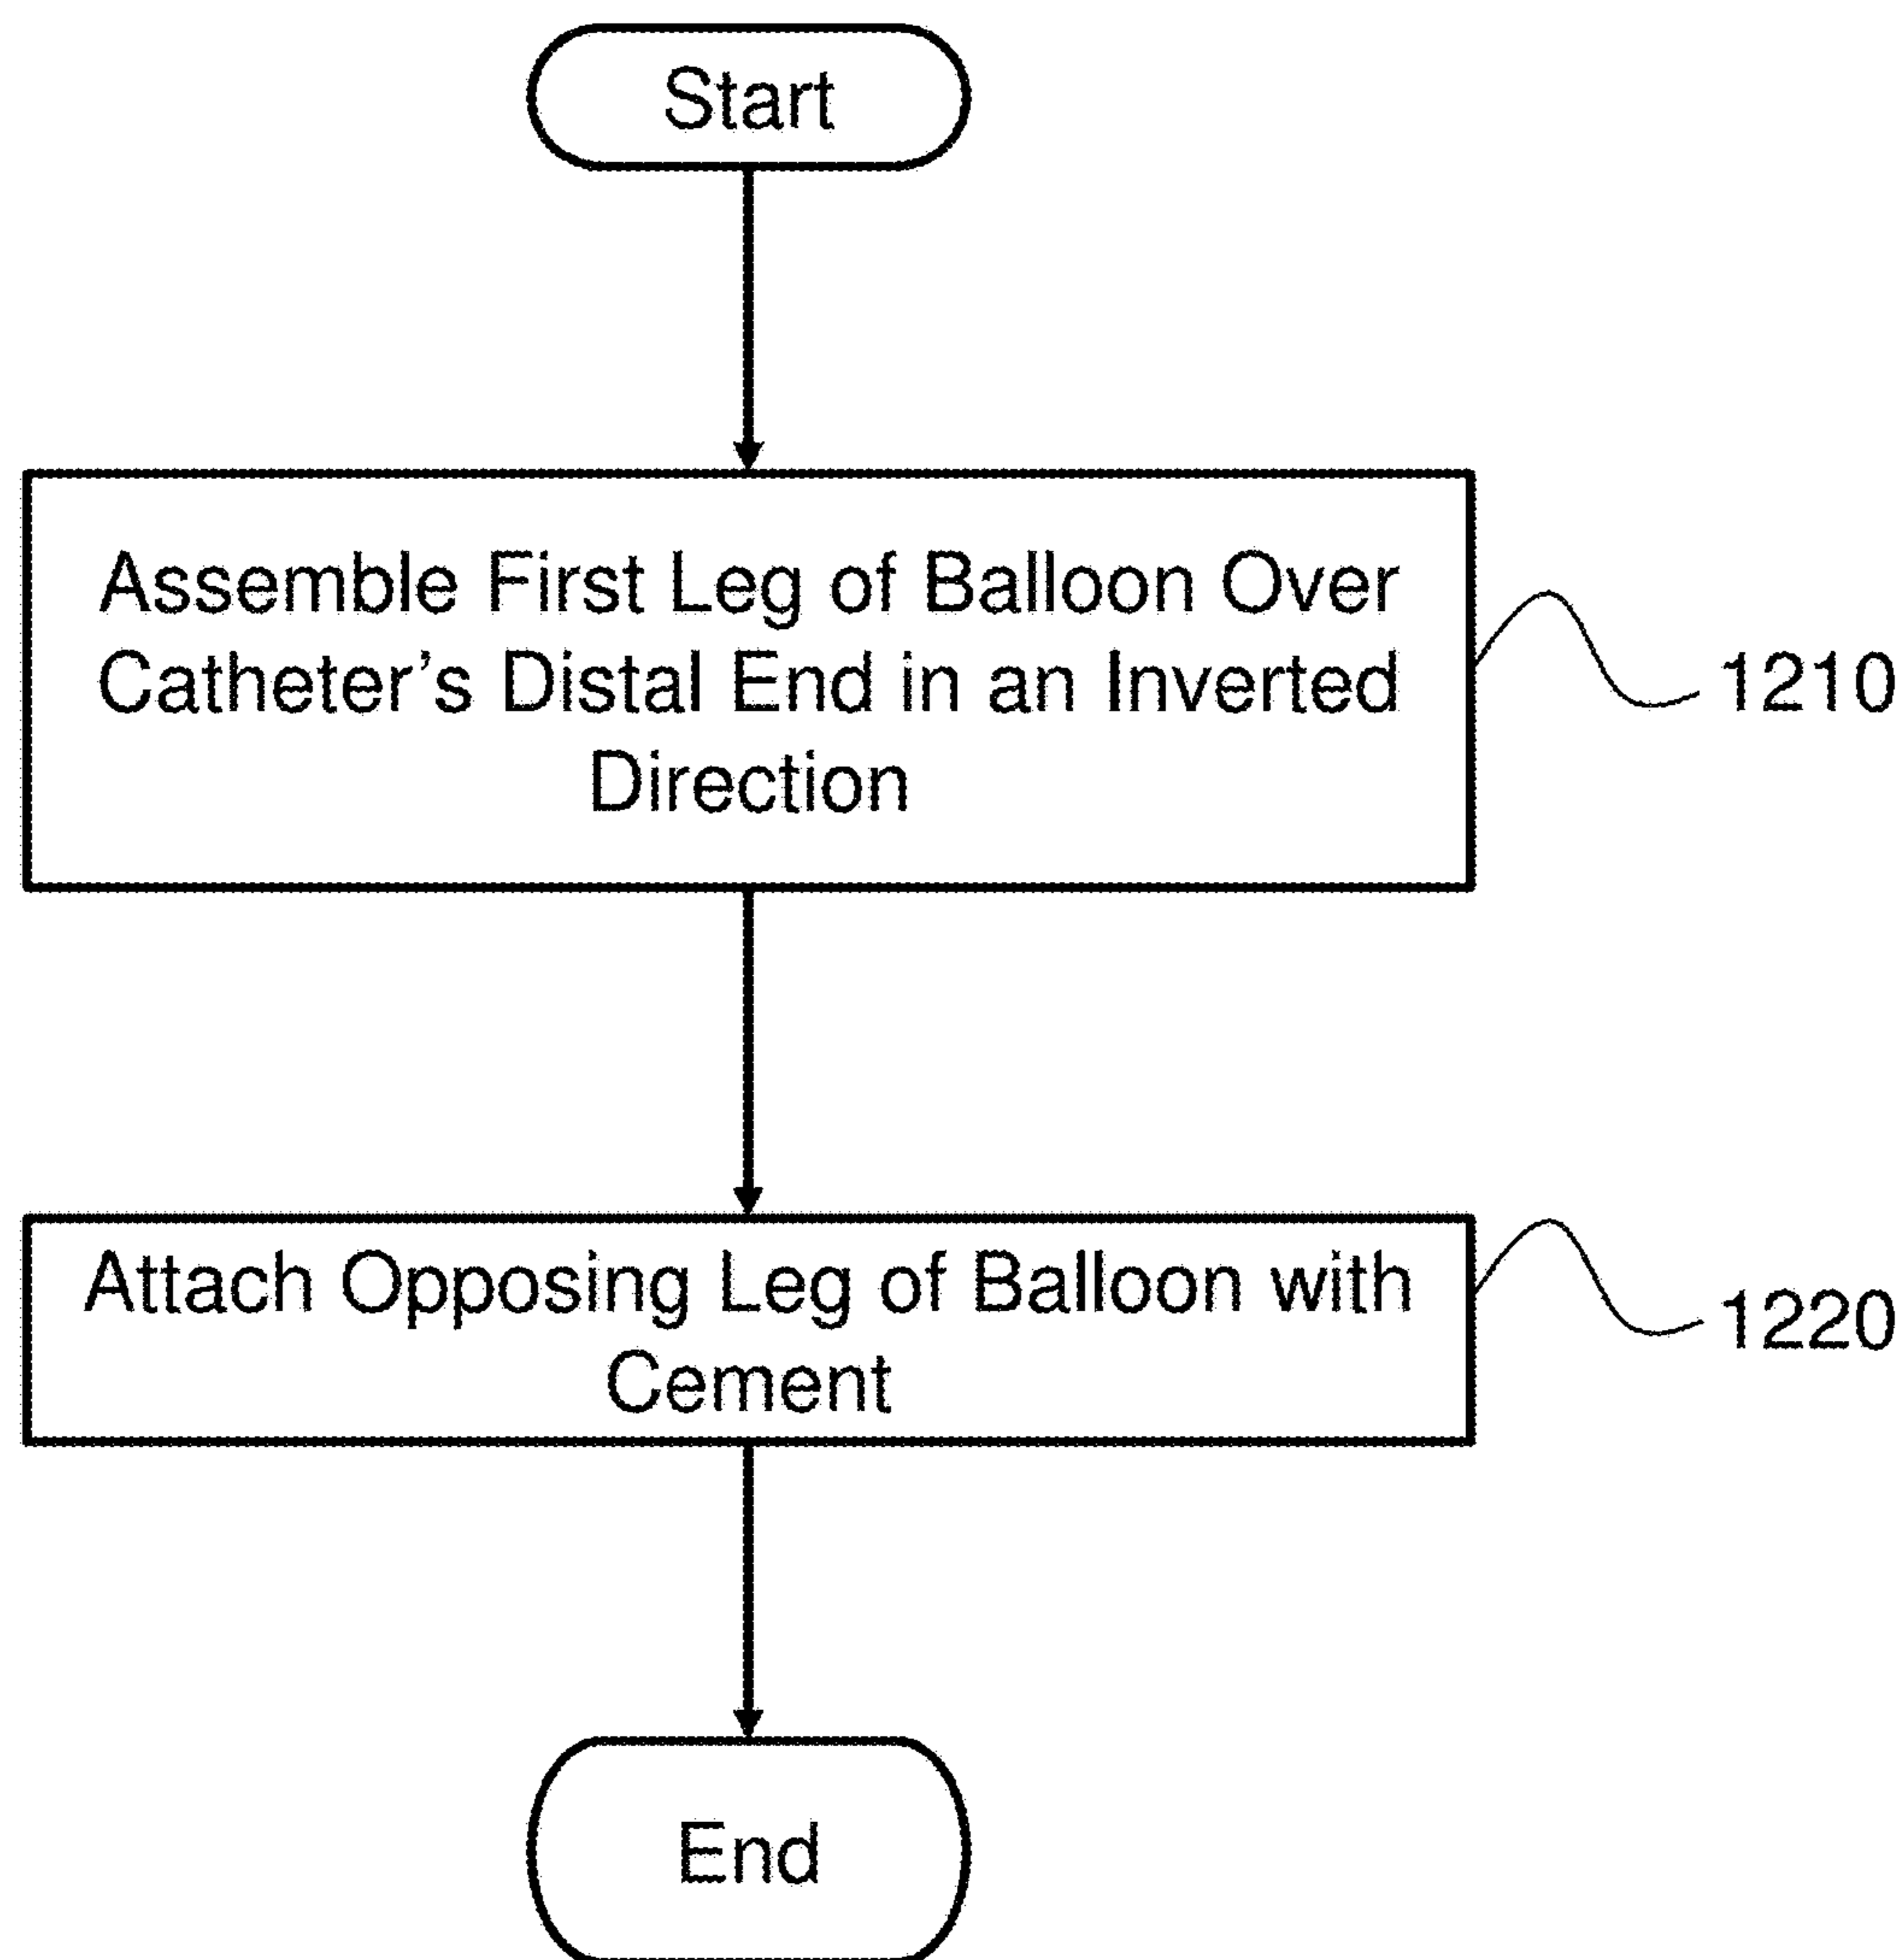 Start
Assemble First Leg of Balloon Over
Catheter’s Distal End in an Inverted
Direction
1210
Attach Opposing Leg of Balloon with
Cement
1220
End